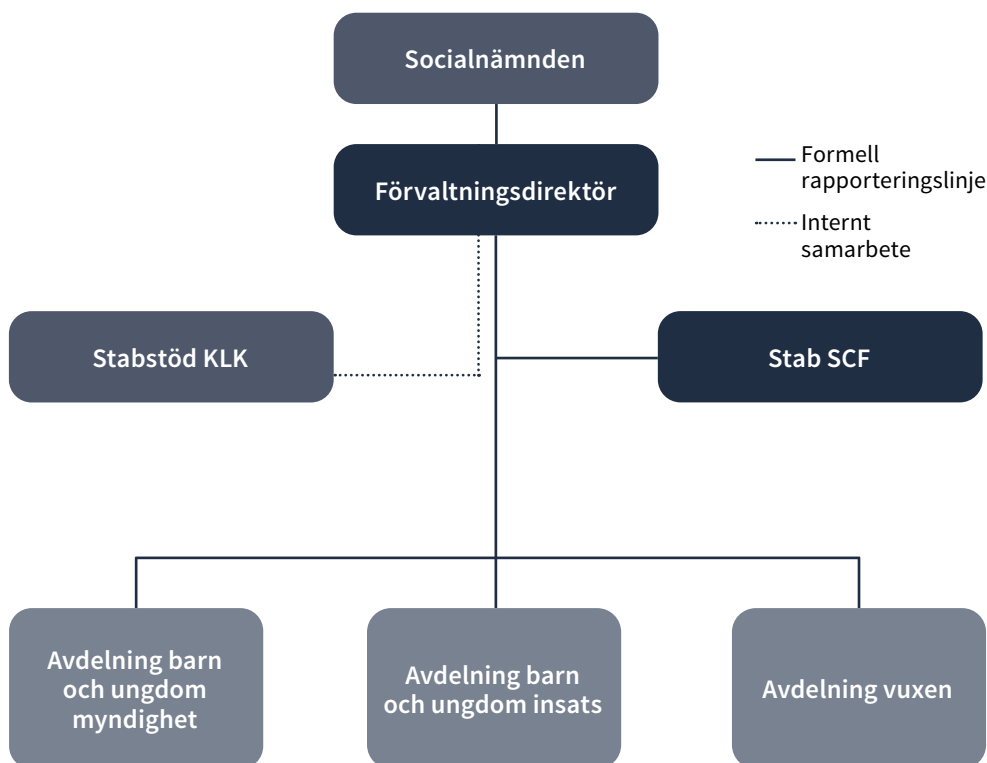 Socialnämnden
Förvaltningsdirektör
Formell
rapporteringslinje
Internt
samarbete
Stabstöd KLK
Stab SCF
Avdelning barn
och ungdom
myndighet
Avdelning barn
och ungdom insats
Avdelning vuxen